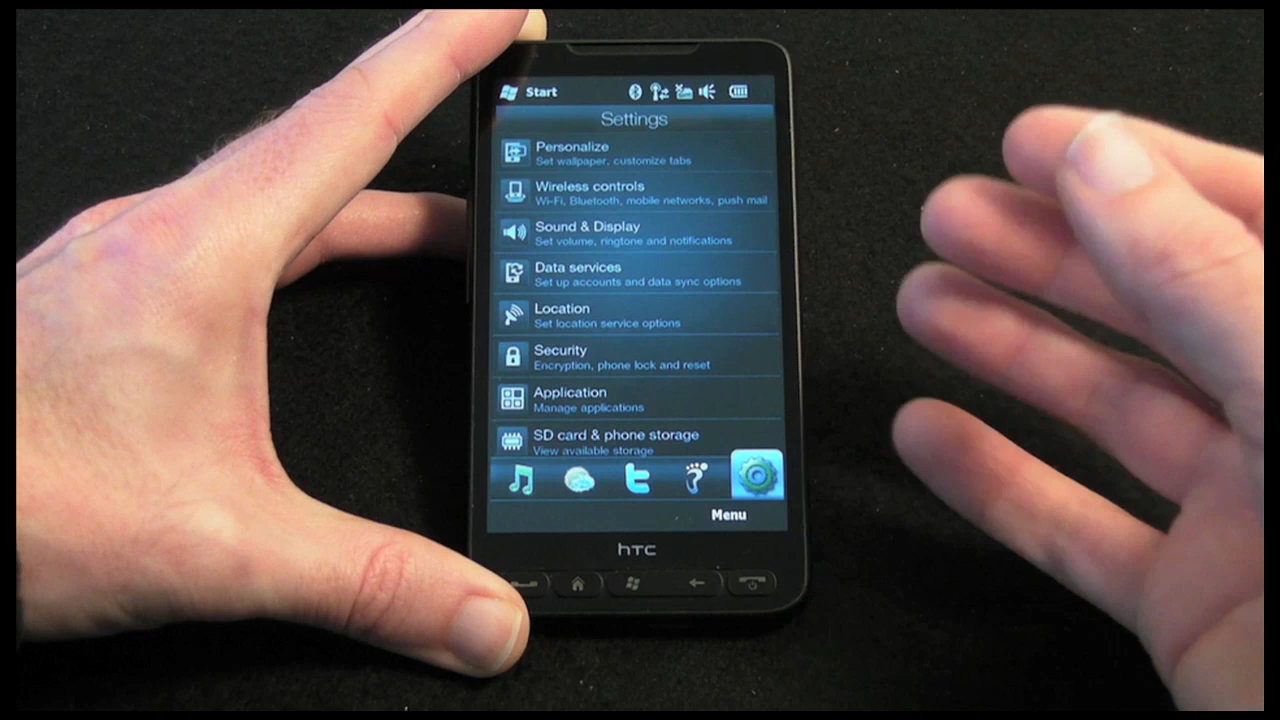 Start
Settings
Personalize
Set wallpaper, customize tabs
Wireless controls
Wi-Fi, Bluetooth, mobile networks, push mail
Sound & Display
Set volume, ringtone and notifications
Data services
Set up accounts and data sync options
Location
Set location service options
Security
Encryption, phone lock and reset
Application
Manage applications
SD card & phone storage
View available storage
Menu
hTC